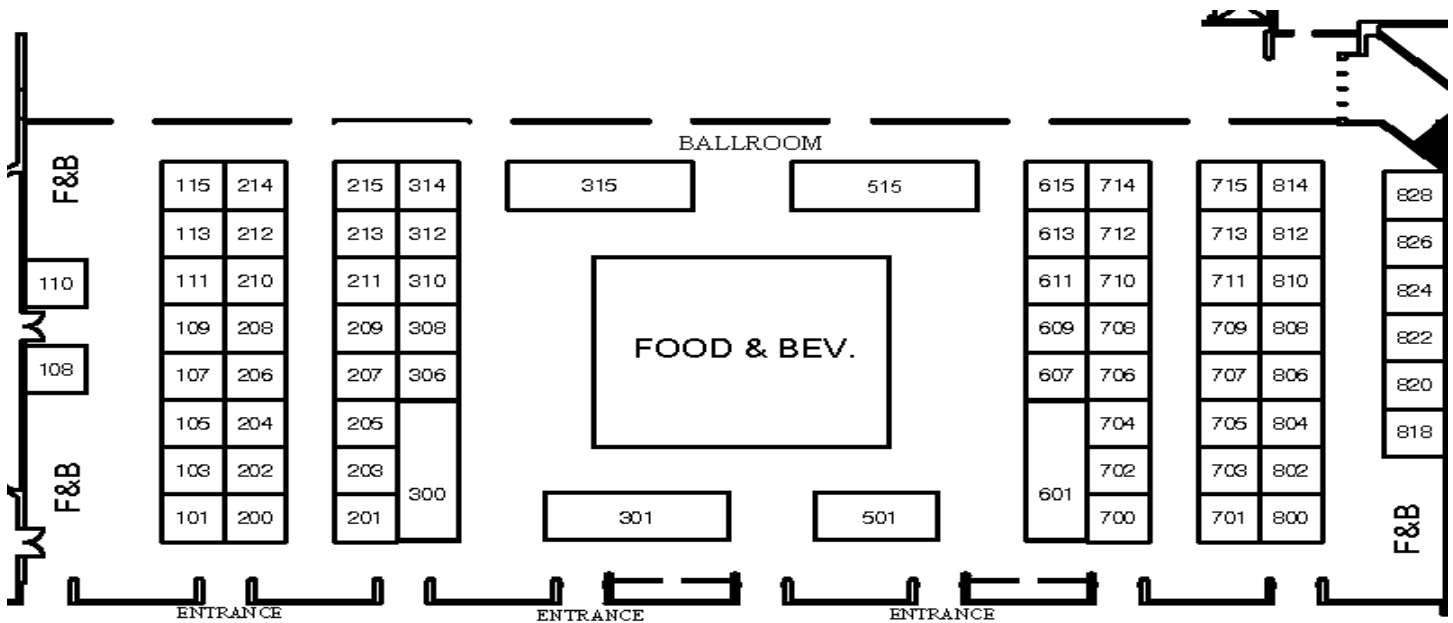 BALLROOM
F&B
115 214 215 314 315 515 615 714 715 814 828
113 212 213 312 613 712 713 812 826
110 111 210 211 310 611 710 711 810 824
109 208 209 308 FOOD & BEV. 609 708 709 808 822
108 107 206 207 306 607 706 707 806 820
105 204 205 704 705 804 818
F&B 103 202 203 300 601 702 703 802
101 200 201 301 501 700 701 800 F&B
ENTRANCE ENTRANCE ENTRANCE